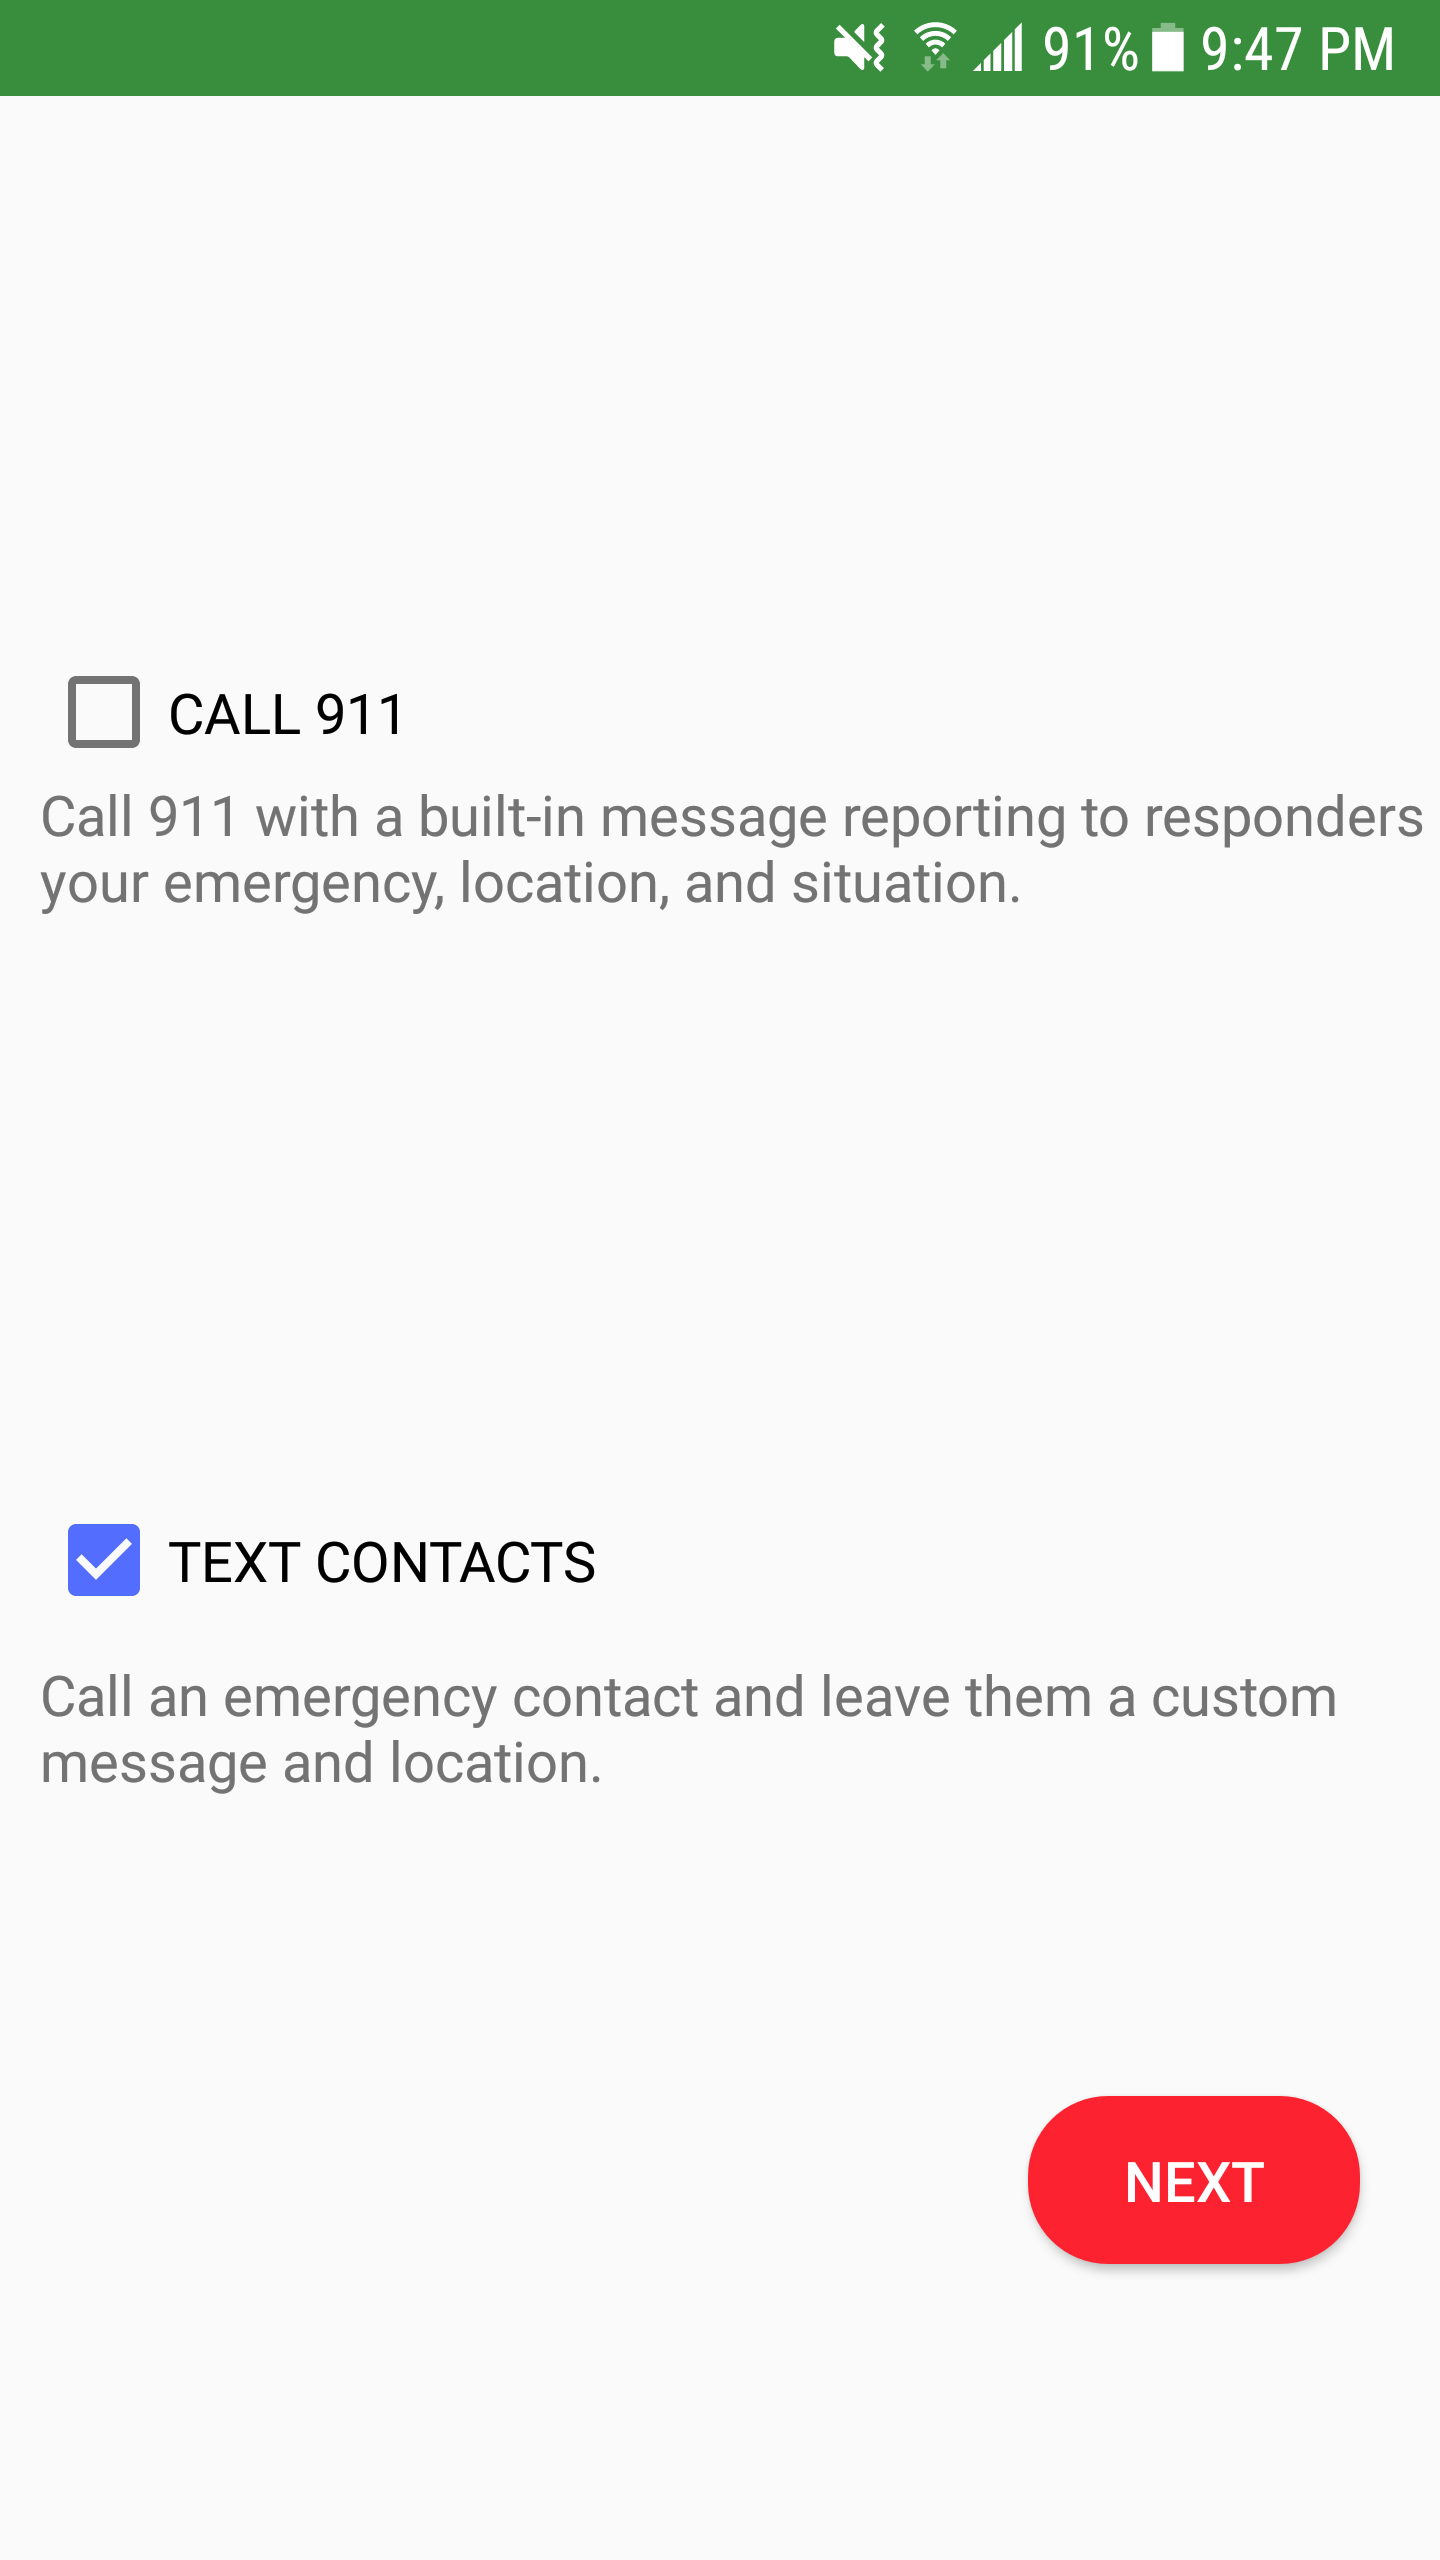 91% 9:47 PM
CALL 911
Call 911 with a built-in message reporting to responders
your emergency, location, and situation.
TEXT CONTACTS
Call an emergency contact and leave them a custom
message and location.
NEXT